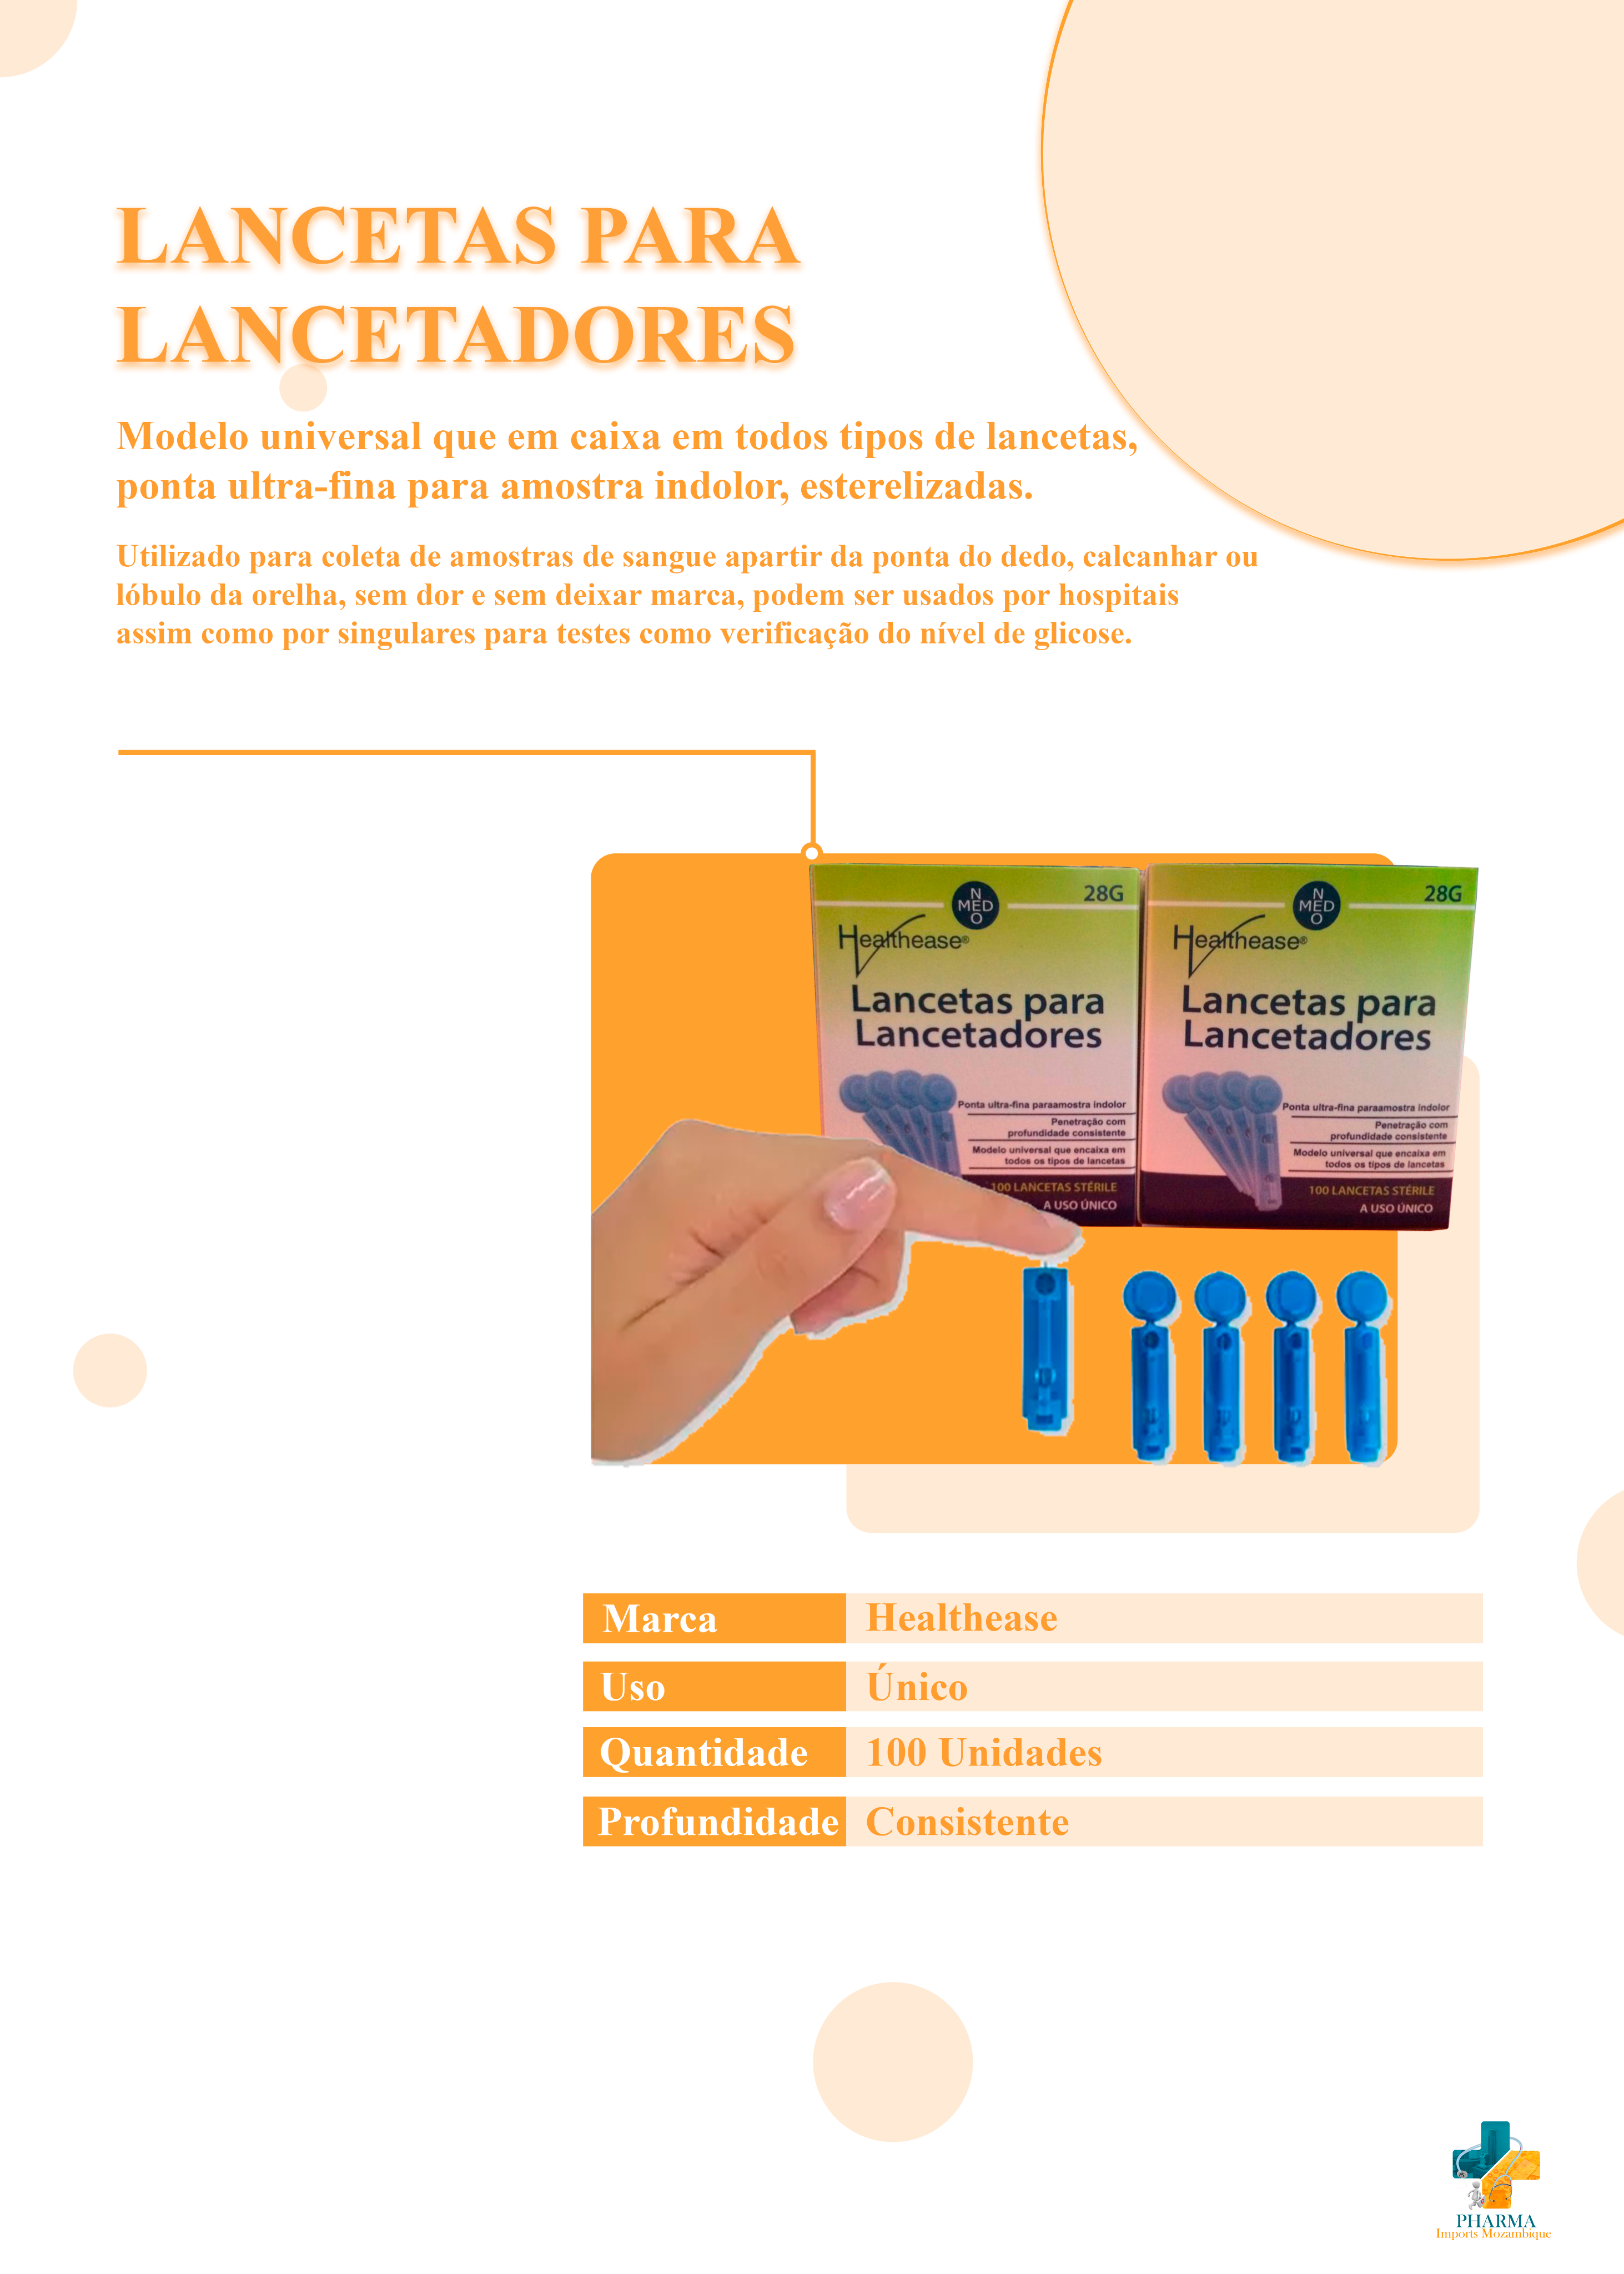 LANCETAS PARA
LANCETADORES
Modelo universal que em caixa em todos tipos de lancetas,
ponta ultra-fina para amostra indolor, esterelizadas.
Utilizado para coleta de amostras de sangue apartir da ponta do dedo, calcanhar ou
lóbulo da orelha, sem dor e sem deixar marca, podem ser usados por hospitais
assim como por singulares para testes como verificação do nível de glicose.
N
MED
O
28G
Healthease®
Lancetas para
Lancetadores
Ponta ultra-fina paraamostra indolor
Penetração com
profundidade consistente
Modelo universal que encaixa em
todos os tipos de lancetas
100 LANCETAS STÉRILE
A USO ÚNICO
N
MED
O
28G
Healthease®
Lancetas para
Lancetadores
Ponta ultra-fina paraamostra indolor
Penetração com
profundidade consistente
Modelo universal que encaixa em
todos os tipos de lancetas
100 LANCETAS STÉRILE
A USO ÚNICO
Marca Healthease
Uso Único
Quantidade 100 Unidades
Profundidade Consistente
PHARMA
Imports Mozambique